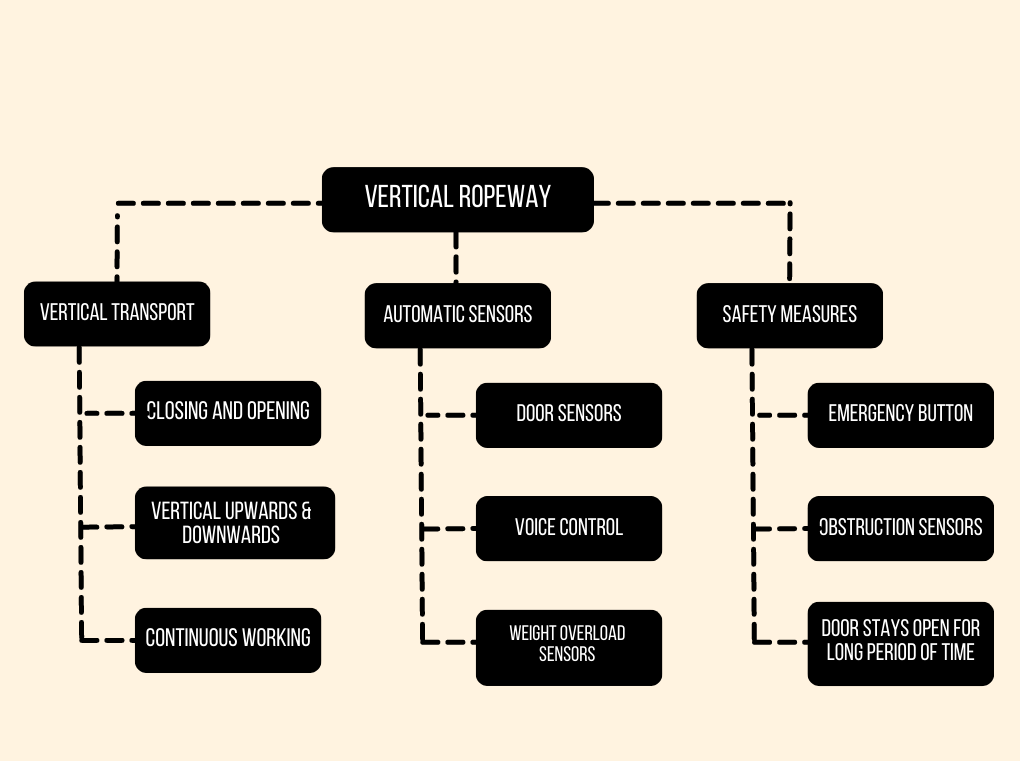 VERTICAL ROPEWAY
VERTICAL TRANSPORT
CLOSING AND OPENING
VERTICAL UPWARDS &
DOWNWARDS
CONTINUOUS WORKING
AUTOMATIC SENSORS
DOOR SENSORS
VOICE CONTROL
WEIGHT OVERLOAD
SENSORS
SAFETY MEASURES
EMERGENCY BUTTON
OBSTRUCTION SENSORS
DOOR STAYS OPEN FOR
LONG PERIOD OF TIME